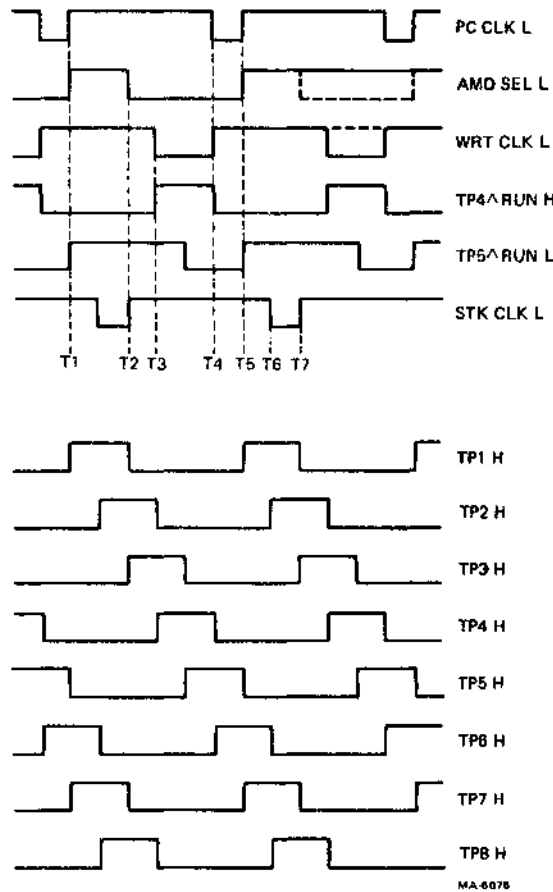 PC CLK L
AMD SEL L
WRT CLK L
TP4∧RUN H
TP5∧RUN L
STK CLK L
T1 T2 T3 T4 T5 T6 T7
TP1 H
TP2 H
TP3 H
TP4 H
TP5 H
TP6 H
TP7 H
TP8 H
MA-6076